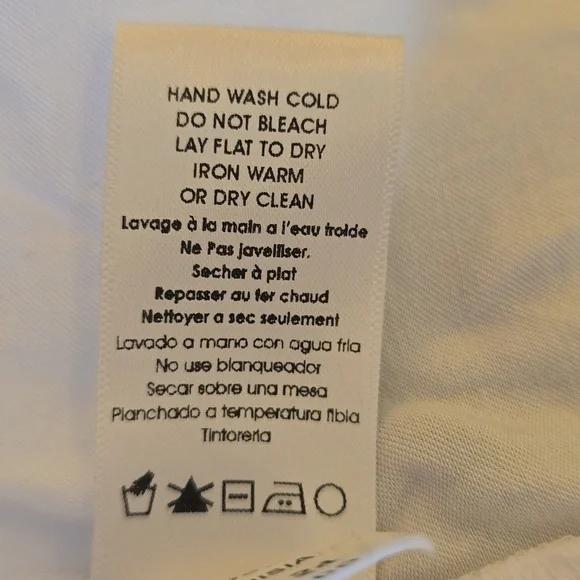 HAND WASH COLD
DO NOT BLEACH
LAY FLAT TO DRY
IRON WARM
OR DRY CLEAN
Lavage à la main a l'eau froide
Ne Pas javelliser.
Secher à plat
Repasser au fer chaud
Nettoyer a sec seulement
Lavado a mano con agua fria
No use blanqueador
Secar sobre una mesa
Planchado a temperatura tibia
Tintoreria